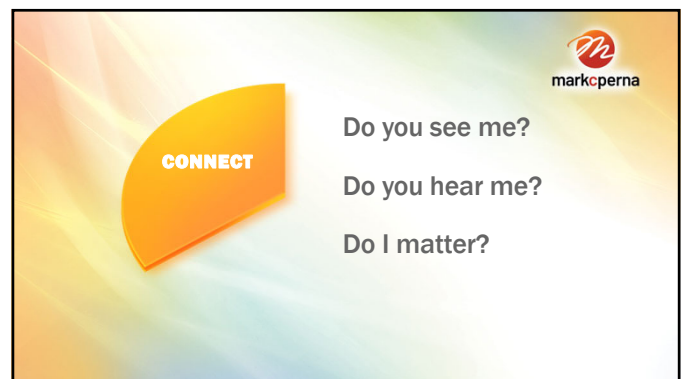 markcperna
CONNECT
Do you see me?
Do you hear me?
Do I matter?